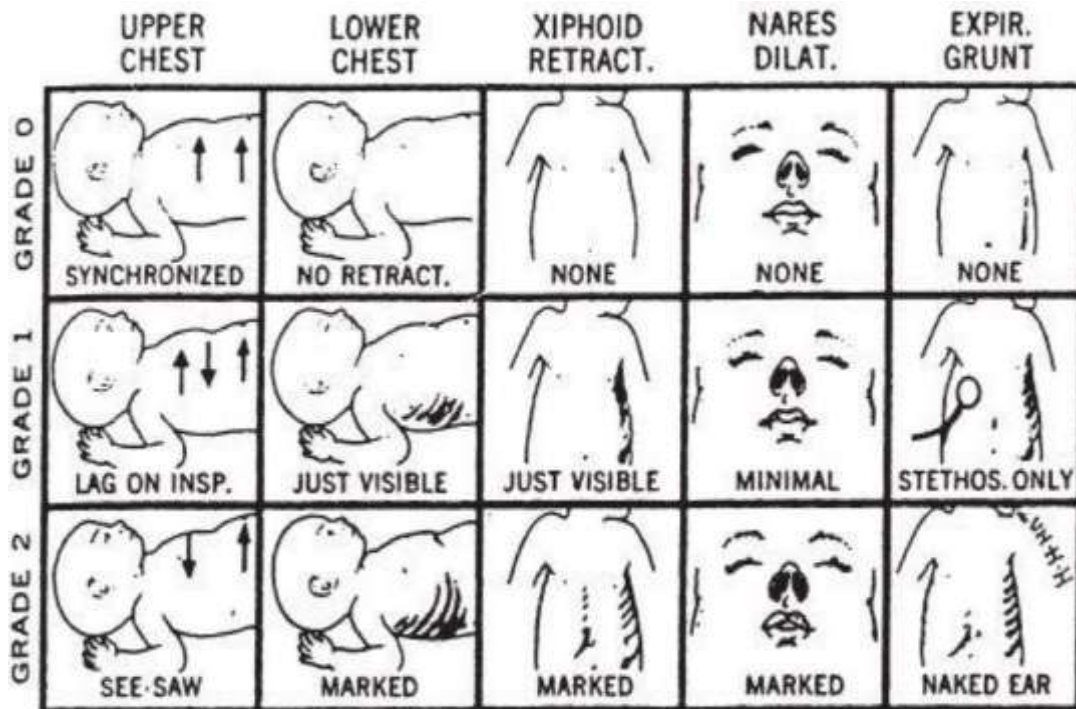 UPPER CHEST
LOWER CHEST
XIPHOID RETRACT.
NARES DILAT.
EXPIR. GRUNT
GRADE 0
SYNCHRONIZED
NO RETRACT.
NONE
NONE
NONE
GRADE 1
LAG ON INSP.
JUST VISIBLE
JUST VISIBLE
MINIMAL
STETHOS. ONLY
GRADE 2
UH-H-H-H
SEE-SAW
MARKED
MARKED
MARKED
NAKED EAR